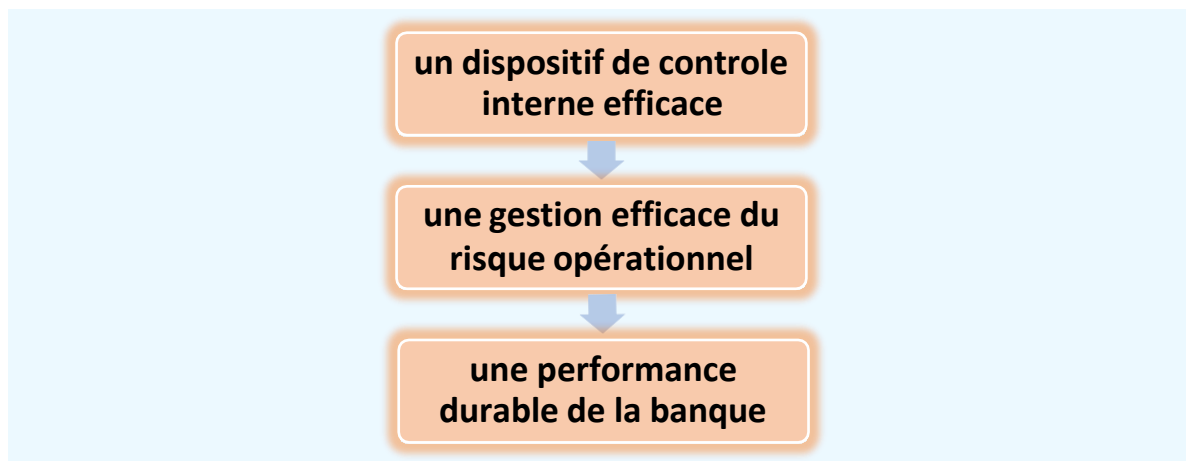 un dispositif de controle
interne efficace
une gestion efficace du
risque opérationnel
une performance
durable de la banque